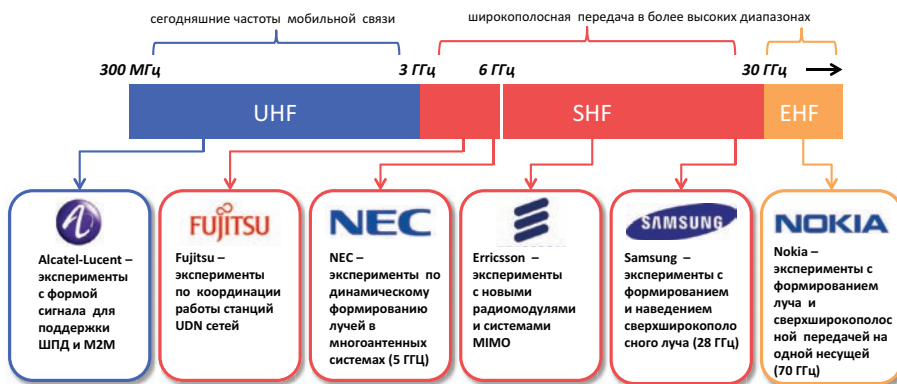 сегодняшние частоты мобильной связи
широкополосная передача в более высоких диапазонах
300 МГц
3 ГГц
6 ГГц
30 ГГц
UHF
SHF
EHF
Alcatel-Lucent –
эксперименты
с формой
сигнала для
поддержки
ШПД и М2М
FUJITSU
Fujitsu –
эксперименты
по координации
работы станций
UDN сетей
NEC
NEC –
эксперименты по
динамическому
формированию
лучей в
многоантенных
системах (5 ГГЦ)
Erricsson –
эксперименты
с новыми
радиомодулями
и системами
MIMO
SAMSUNG
Samsung –
эксперименты с
формированием
и наведением
сверхширокополо
сного луча (28 ГГц)
NOKIA
Nokia –
эксперименты с
формированием
луча и
сверхширокополос
ной передачей на
одной несущей
(70 ГГц)